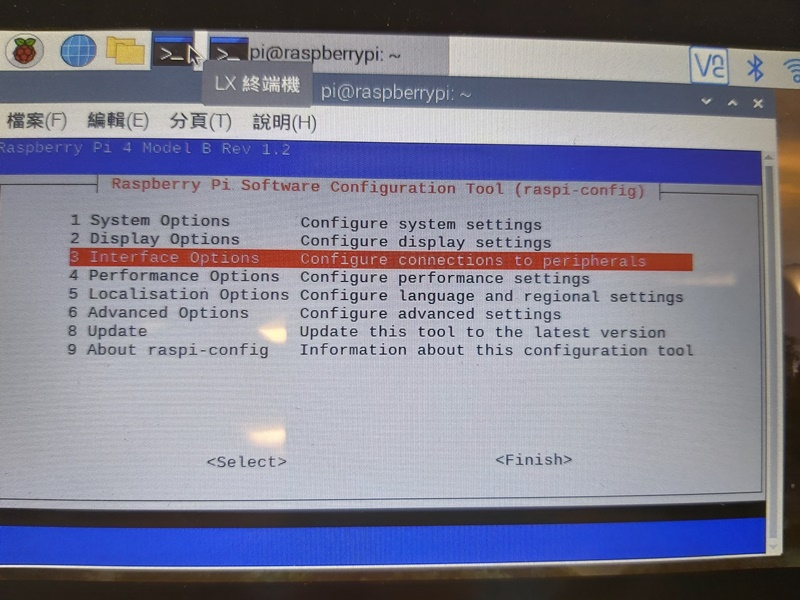 pi@raspberrypi: ~
LX 終端機
pi@raspberrypi: ~
檔案(F) 編輯(E) 分頁(T) 說明(H)
Raspberry Pi 4 Model B Rev 1.2
Raspberry Pi Software Configuration Tool (raspi-config)
1 System Options Configure system settings
2 Display Options Configure display settings
3 Interface Options Configure connections to peripherals
4 Performance Options Configure performance settings
5 Localisation Options Configure language and regional settings
6 Advanced Options Configure advanced settings
8 Update Update this tool to the latest version
9 About raspi-config Information about this configuration tool
<Select> <Finish>